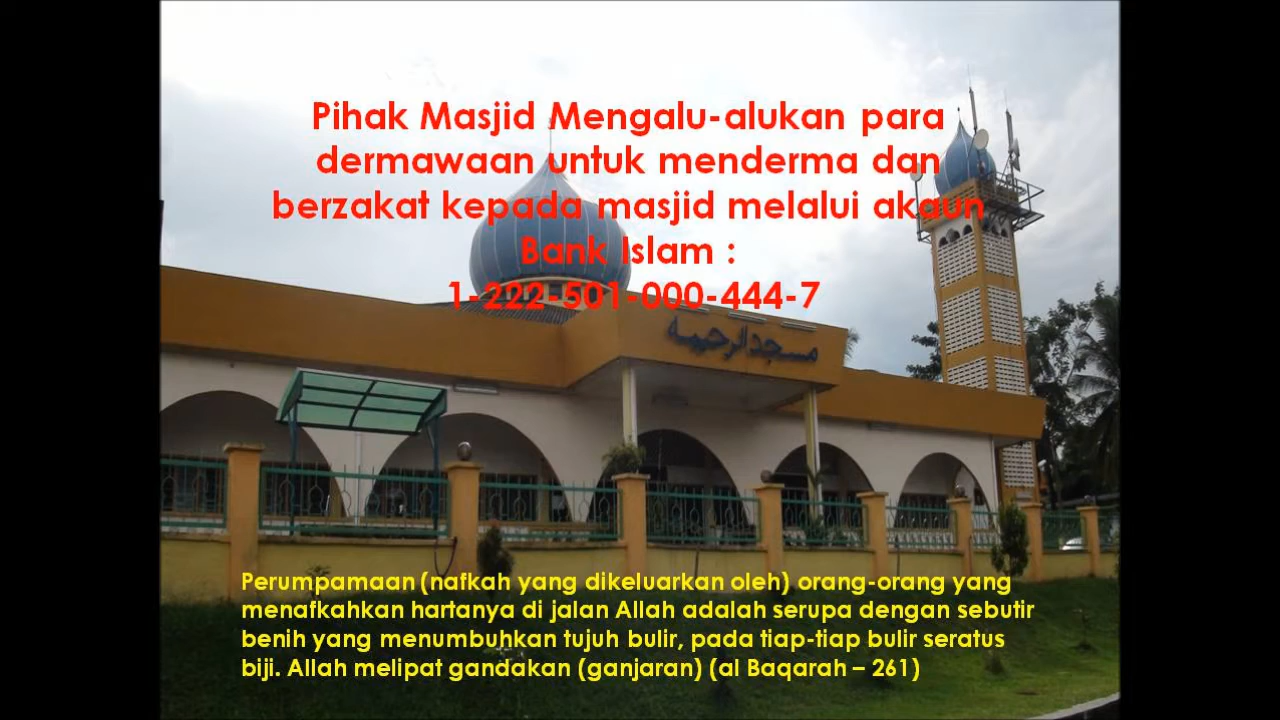 Pihak Masjid Mengalu-alukan para
dermawaan untuk menderma dan
berzakat kepada masjid melalui akaun
Bank Islam :
1-222-501-000-444-7
مسجد الرحيمه
Perumpamaan (nafkah yang dikeluarkan oleh) orang-orang yang
menafkahkan hartanya di jalan Allah adalah serupa dengan sebutir
benih yang menumbuhkan tujuh bulir, pada tiap-tiap bulir seratus
biji. Allah melipat gandakan (ganjaran) (al Baqarah – 261)